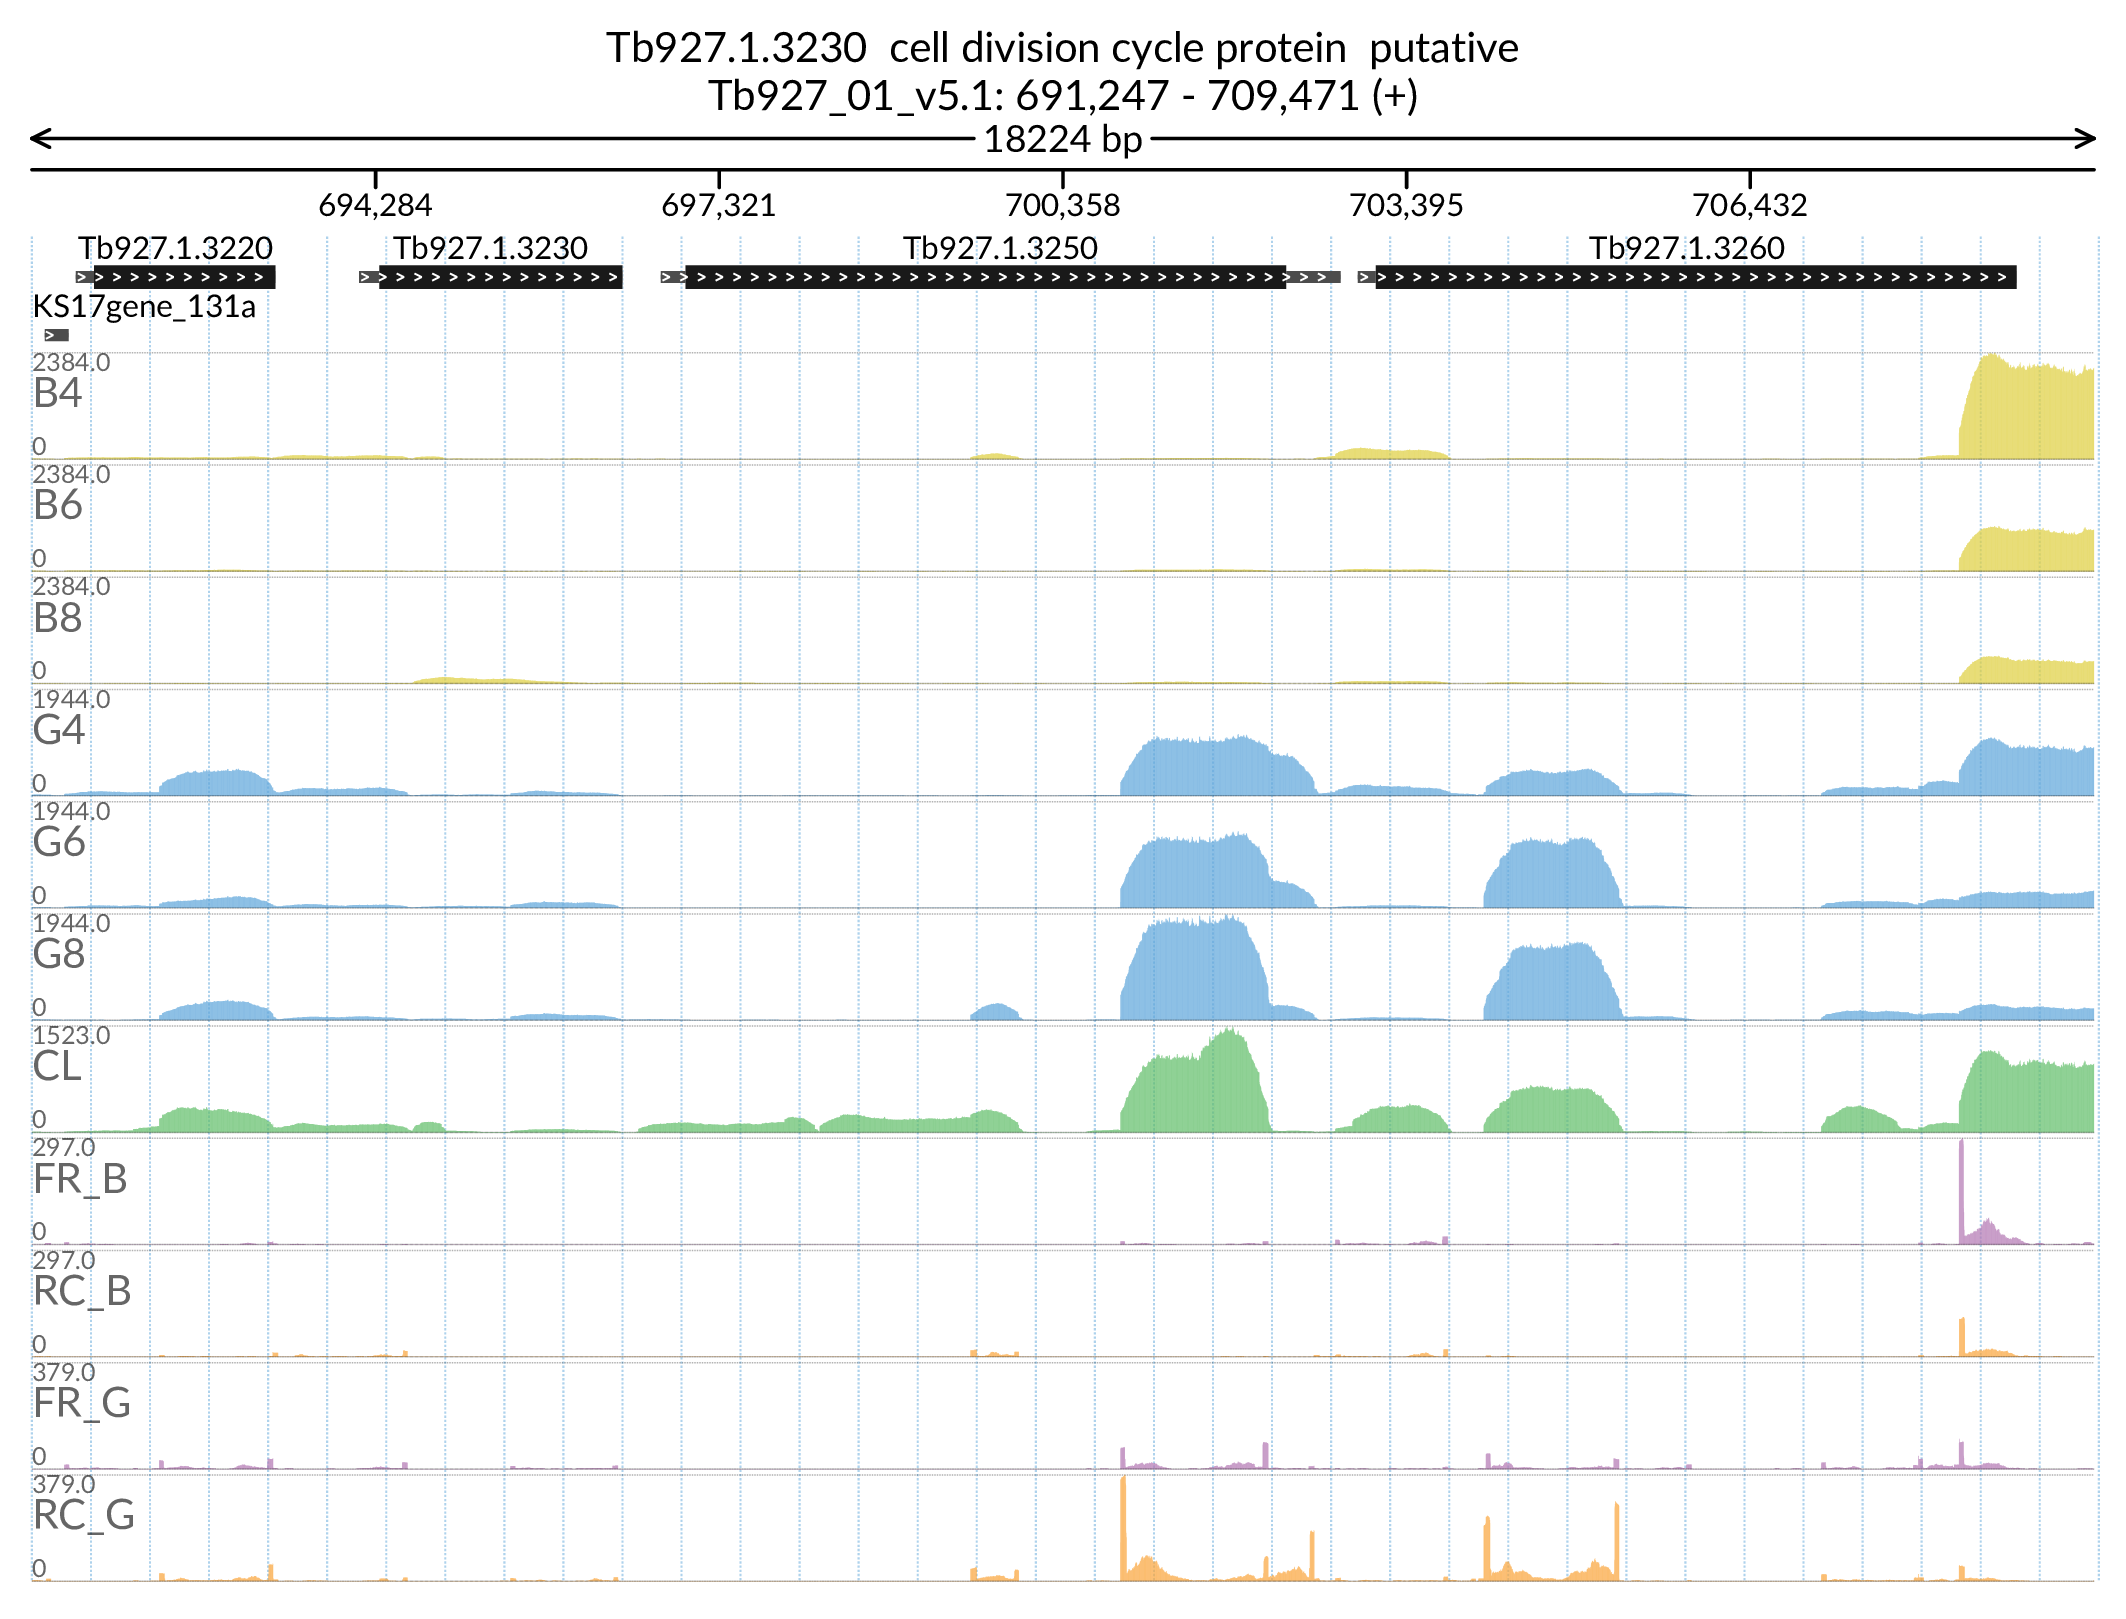 Tb927.1.3230  cell division cycle protein  putative
Tb927_01_v5.1: 691,247 - 709,471 (+)
18224 bp
694,284 697,321 700,358 703,395 706,432
Tb927.1.3220 Tb927.1.3230 Tb927.1.3250 Tb927.1.3260
KS17gene_131a
2384.0
B4
0
2384.0
B6
0
2384.0
B8
0
1944.0
G4
0
1944.0
G6
0
1944.0
G8
0
1523.0
CL
0
297.0
FR_B
0
297.0
RC_B
0
379.0
FR_G
0
379.0
RC_G
0